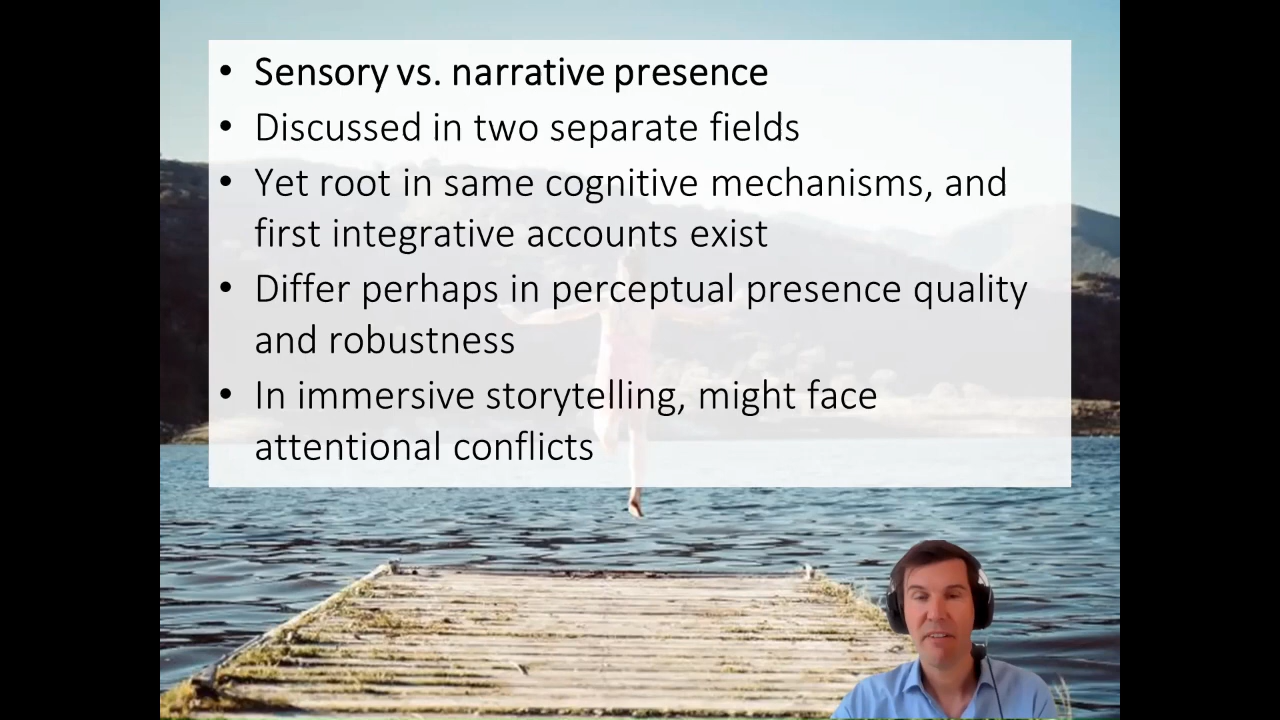 • Sensory vs. narrative presence
• Discussed in two separate fields
• Yet root in same cognitive mechanisms, and
first integrative accounts exist
• Differ perhaps in perceptual presence quality
and robustness
• In immersive storytelling, might face
attentional conflicts